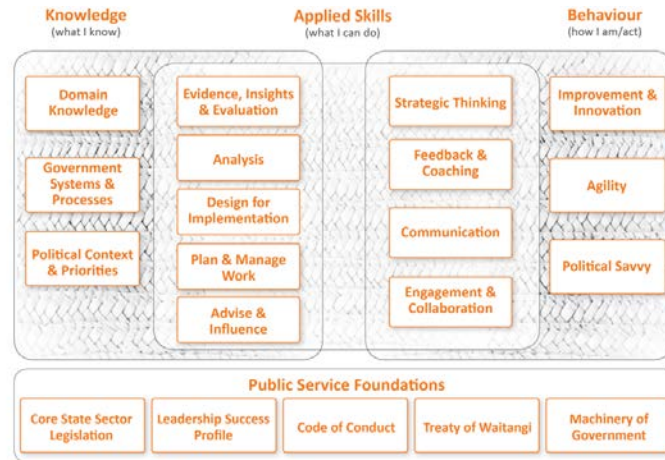 Knowledge
(what I know)
Applied Skills
(what I can do)
Behaviour
(how I am/act)
Domain
Knowledge
Government
Systems &
Processes
Political Context
& Priorities
Evidence, Insights
& Evaluation
Analysis
Design for
Implementation
Plan & Manage
Work
Advise &
Influence
Strategic Thinking
Feedback &
Coaching
Communication
Engagement &
Collaboration
Improvement &
Innovation
Agility
Political Savvy
Public Service Foundations
Core State Sector
Legislation
Leadership Success
Profile
Code of Conduct
Treaty of Waitangi
Machinery of
Government